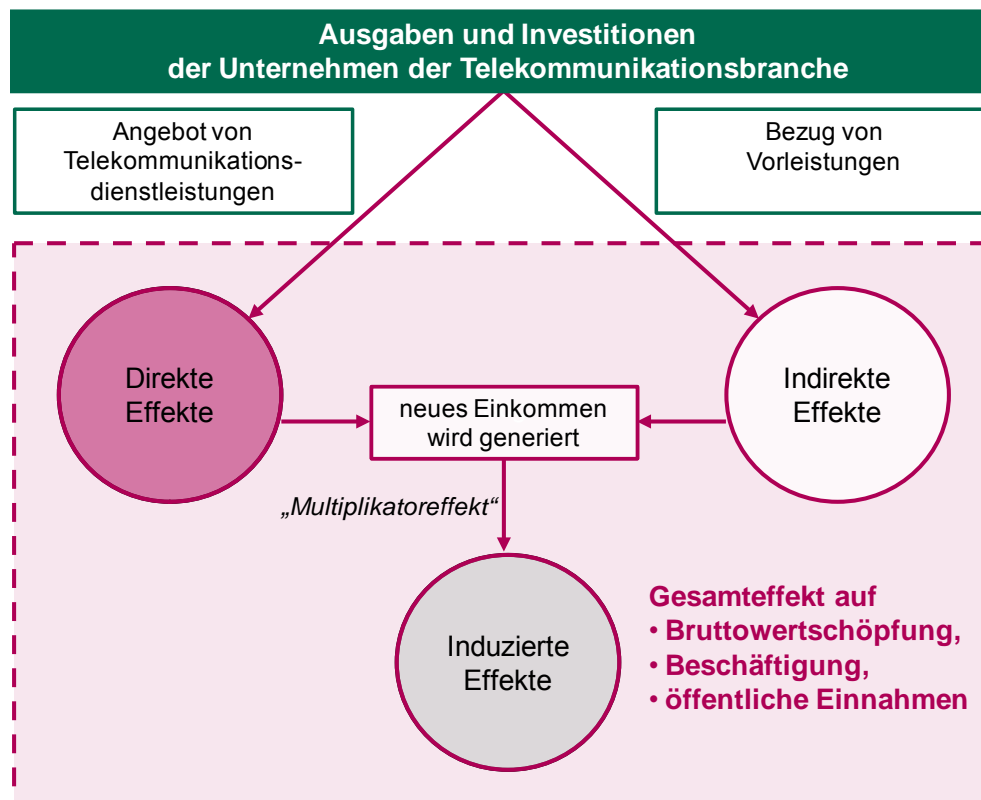 Ausgaben und Investitionen
der Unternehmen der Telekommunikationsbranche
Angebot von
Telekommunikations-
dienstleistungen
Bezug von
Vorleistungen
Direkte
Effekte
neues Einkommen
wird generiert
Indirekte
Effekte
„Multiplikatoreffekt“
Induzierte
Effekte
Gesamteffekt auf
• Bruttowertschöpfung,
• Beschäftigung,
• öffentliche Einnahmen